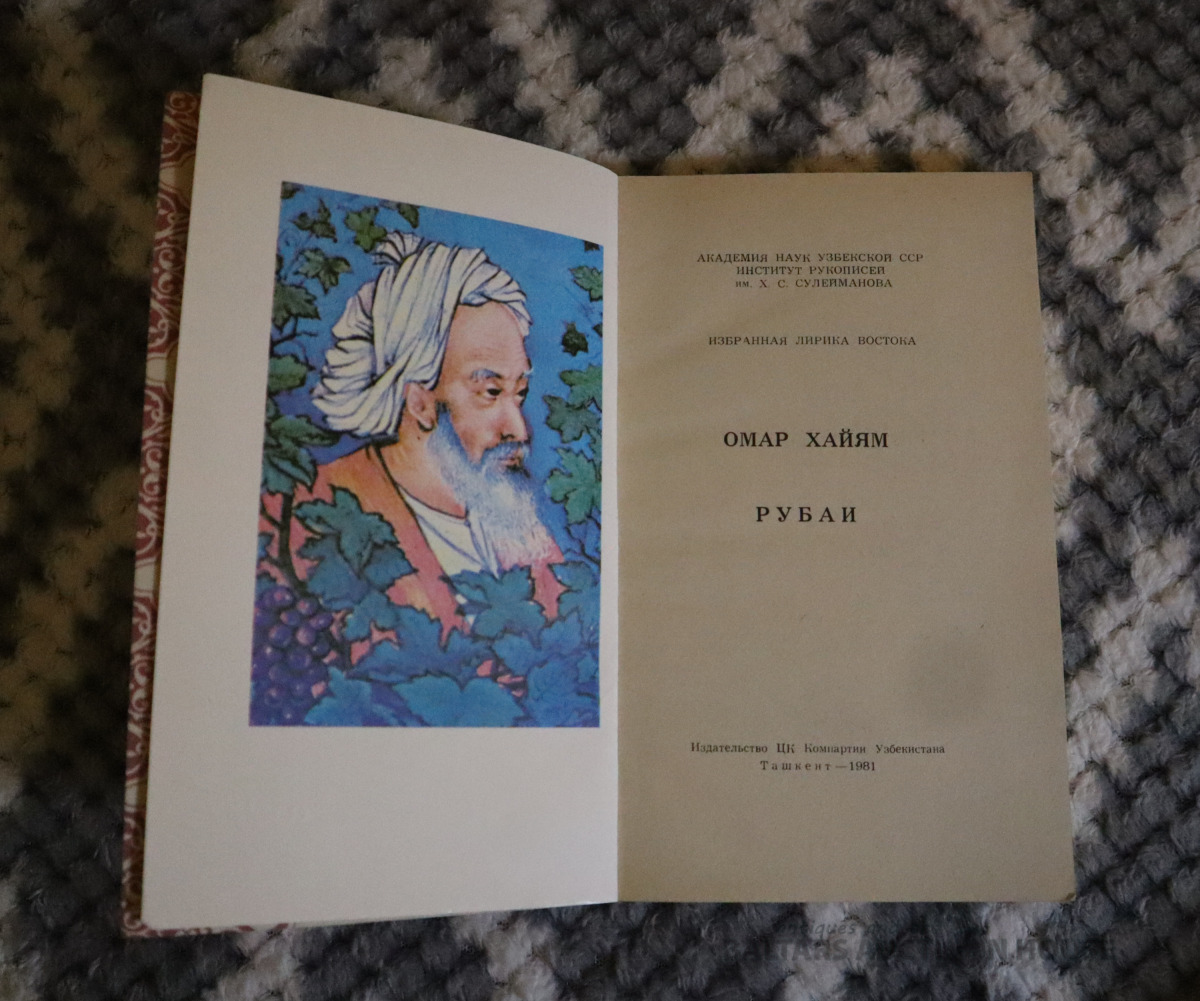 АКАДЕМИЯ НАУК УЗБЕКСКОЙ ССР
ИНСТИТУТ РУКОПИСЕЙ
им. Х. С. СУЛЕЙМАНОВА
ИЗБРАННАЯ ЛИРИКА ВОСТОКА
ОМАР ХАЙЯМ
РУБАИ
Издательство ЦК Компартии Узбекистана
Ташкент—1981